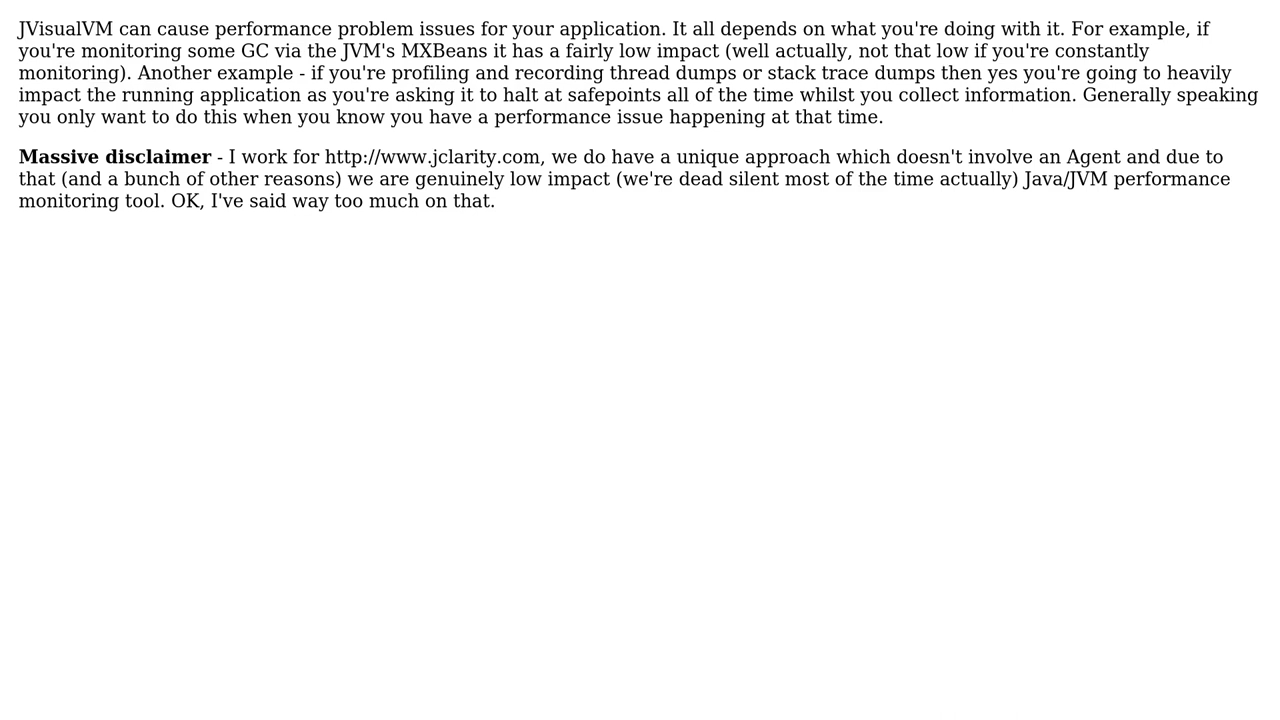 JVisualVM can cause performance problem issues for your application. It all depends on what you're doing with it. For example, if
you're monitoring some GC via the JVM's MXBeans it has a fairly low impact (well actually, not that low if you're constantly
monitoring). Another example - if you're profiling and recording thread dumps or stack trace dumps then yes you're going to heavily
impact the running application as you're asking it to halt at safepoints all of the time whilst you collect information. Generally speaking
you only want to do this when you know you have a performance issue happening at that time.
Massive disclaimer - I work for http://www.jclarity.com, we do have a unique approach which doesn't involve an Agent and due to
that (and a bunch of other reasons) we are genuinely low impact (we're dead silent most of the time actually) Java/JVM performance
monitoring tool. OK, I've said way too much on that.